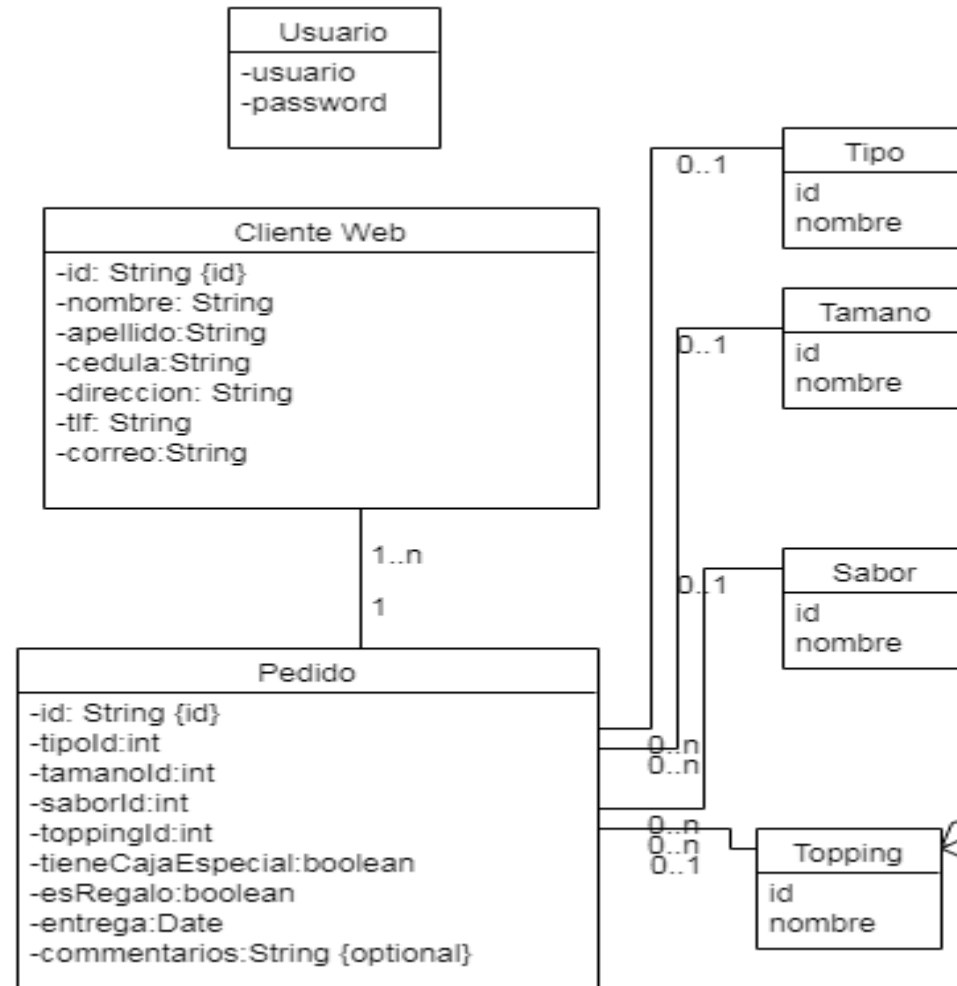 Usuario
-usuario
-password
Cliente Web
-id: String {id}
-nombre: String
-apellido:String
-cedula:String
-direccion: String
-tlf: String
-correo:String
1..n
1
Pedido
-id: String {id}
-tipoId:int
-tamanoId:int
-saborId:int
-toppingId:int
-tieneCajaEspecial:boolean
-esRegalo:boolean
-entrega:Date
-commentarios:String {optional}
0..1
Tipo
id
nombre
0..1
Tamano
id
nombre
0..1
Sabor
id
nombre
0..n
0..n
0..n
0..n
0..1
Topping
id
nombre